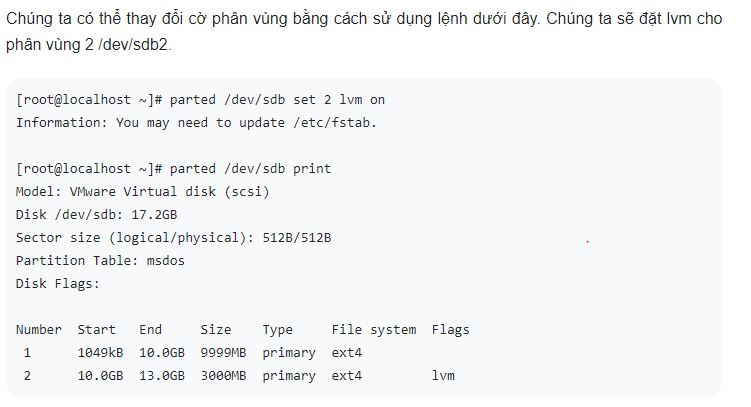 Chúng ta có thể thay đổi cờ phân vùng bằng cách sử dụng lệnh dưới đây. Chúng ta sẽ đặt lvm cho
phân vùng 2 /dev/sdb2.
[root@localhost ~]# parted /dev/sdb set 2 lvm on
Information: You may need to update /etc/fstab.
[root@localhost ~]# parted /dev/sdb print
Model: VMware Virtual disk (scsi)
Disk /dev/sdb: 17.2GB
Sector size (logical/physical): 512B/512B
Partition Table: msdos
Disk Flags:
Number  Start   End     Size    Type     File system  Flags
 1      1049kB  10.0GB  9999MB  primary  ext4
 2      10.0GB  13.0GB  3000MB  primary  ext4         lvm